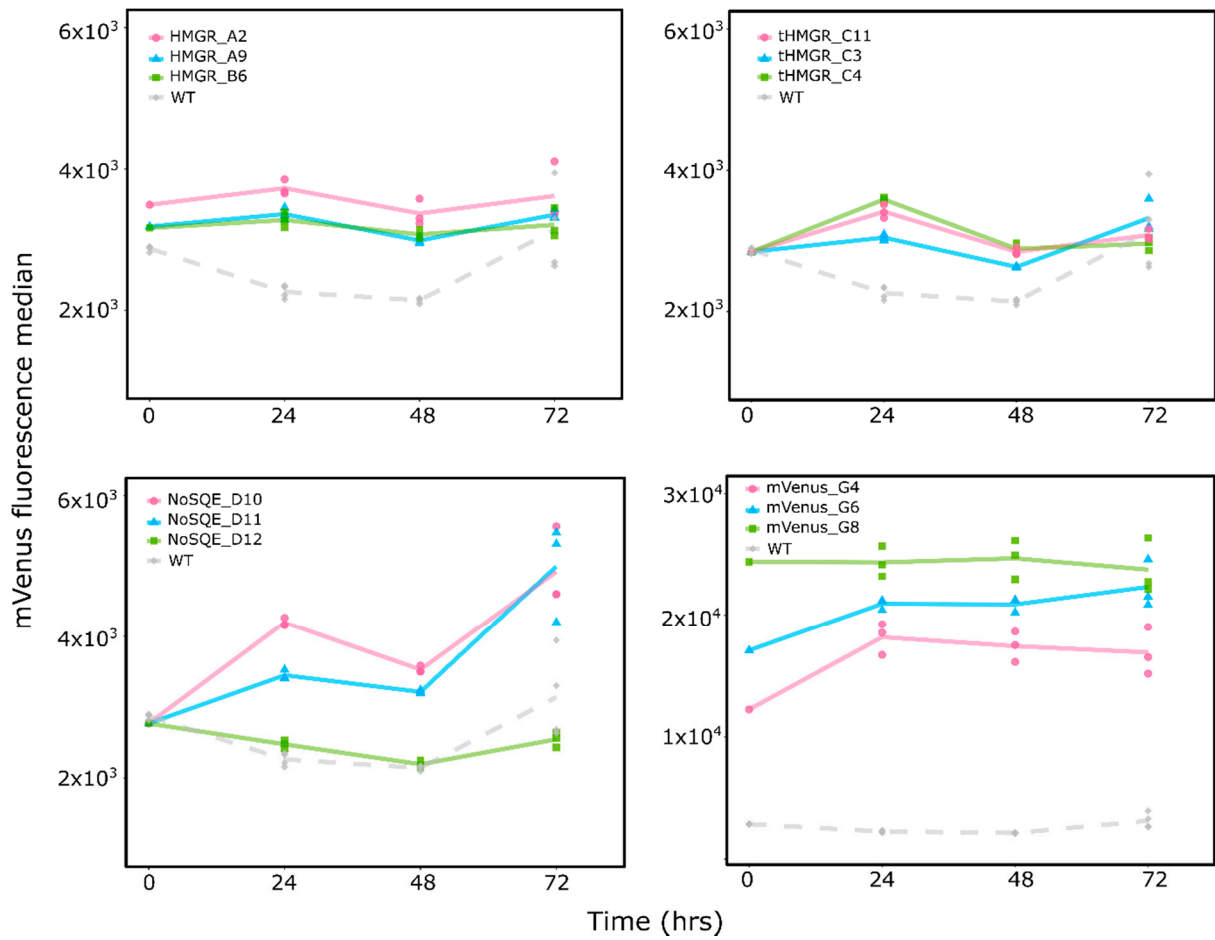 mVenus fluorescence median
6x10³
4x10³
2x10³
HMGR_A2
HMGR_A9
HMGR_B6
WT
0 24 48 72
6x10³
4x10³
2x10³
tHMGR_C11
tHMGR_C3
tHMGR_C4
WT
0 24 48 72
6x10³
4x10³
2x10³
NoSQE_D10
NoSQE_D11
NoSQE_D12
WT
0 24 48 72
3x10⁴
2x10⁴
1x10⁴
mVenus_G4
mVenus_G6
mVenus_G8
WT
0 24 48 72
Time (hrs)